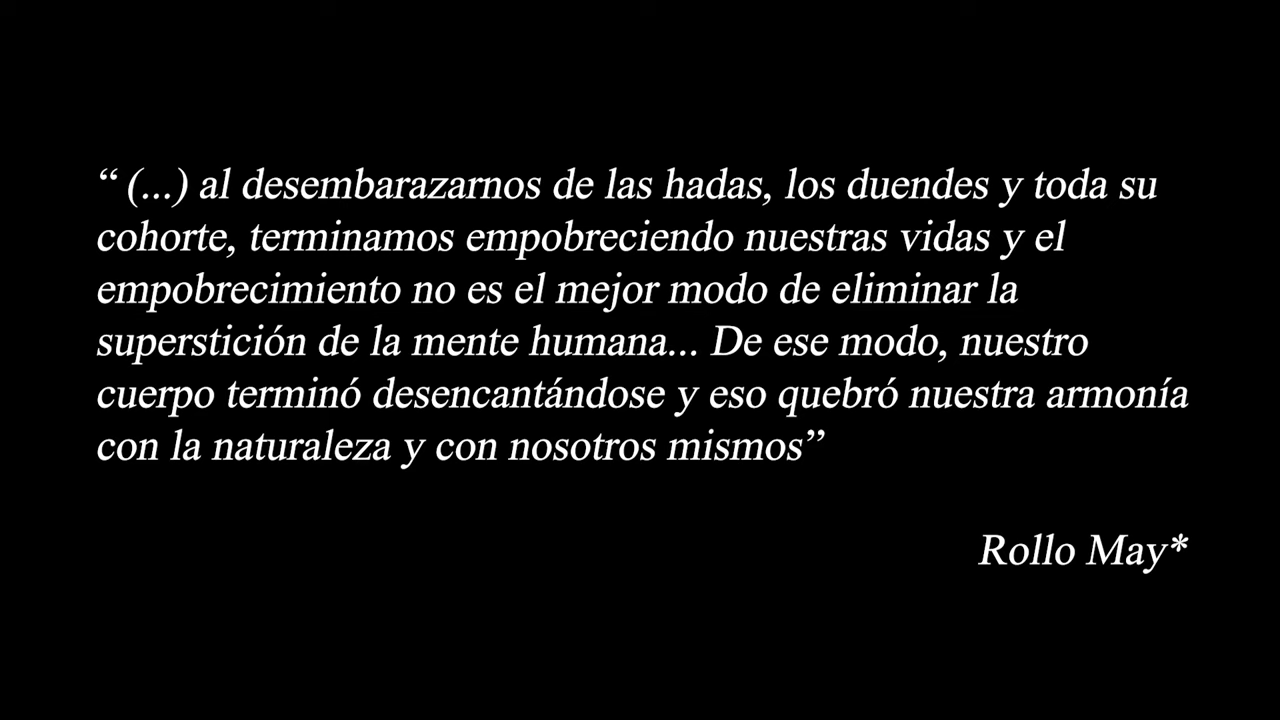 “ (...) al desembarazarnos de las hadas, los duendes y toda su
cohorte, terminamos empobreciendo nuestras vidas y el
empobrecimiento no es el mejor modo de eliminar la
superstición de la mente humana... De ese modo, nuestro
cuerpo terminó desencantándose y eso quebró nuestra armonía
con la naturaleza y con nosotros mismos”
Rollo May*